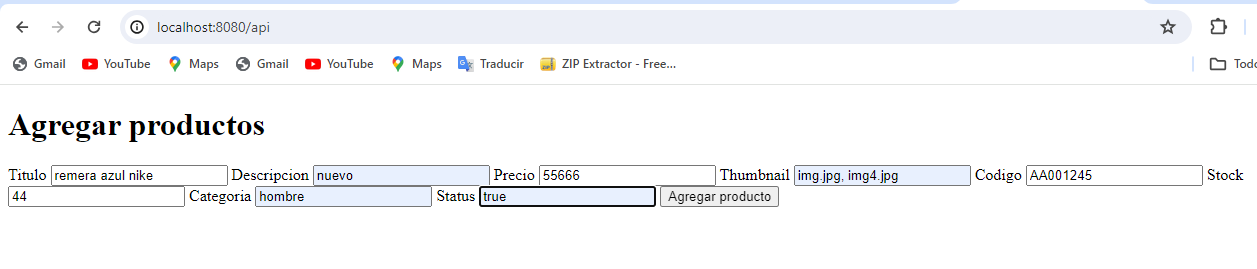 localhost:8080/api
Gmail YouTube Maps Gmail YouTube Maps Traducir ZIP Extractor - Free... Todo
Agregar productos
Titulo remera azul nike Descripcion nuevo Precio 55666 Thumbnail img.jpg, img4.jpg Codigo AA001245 Stock
44 Categoria hombre Status true Agregar producto